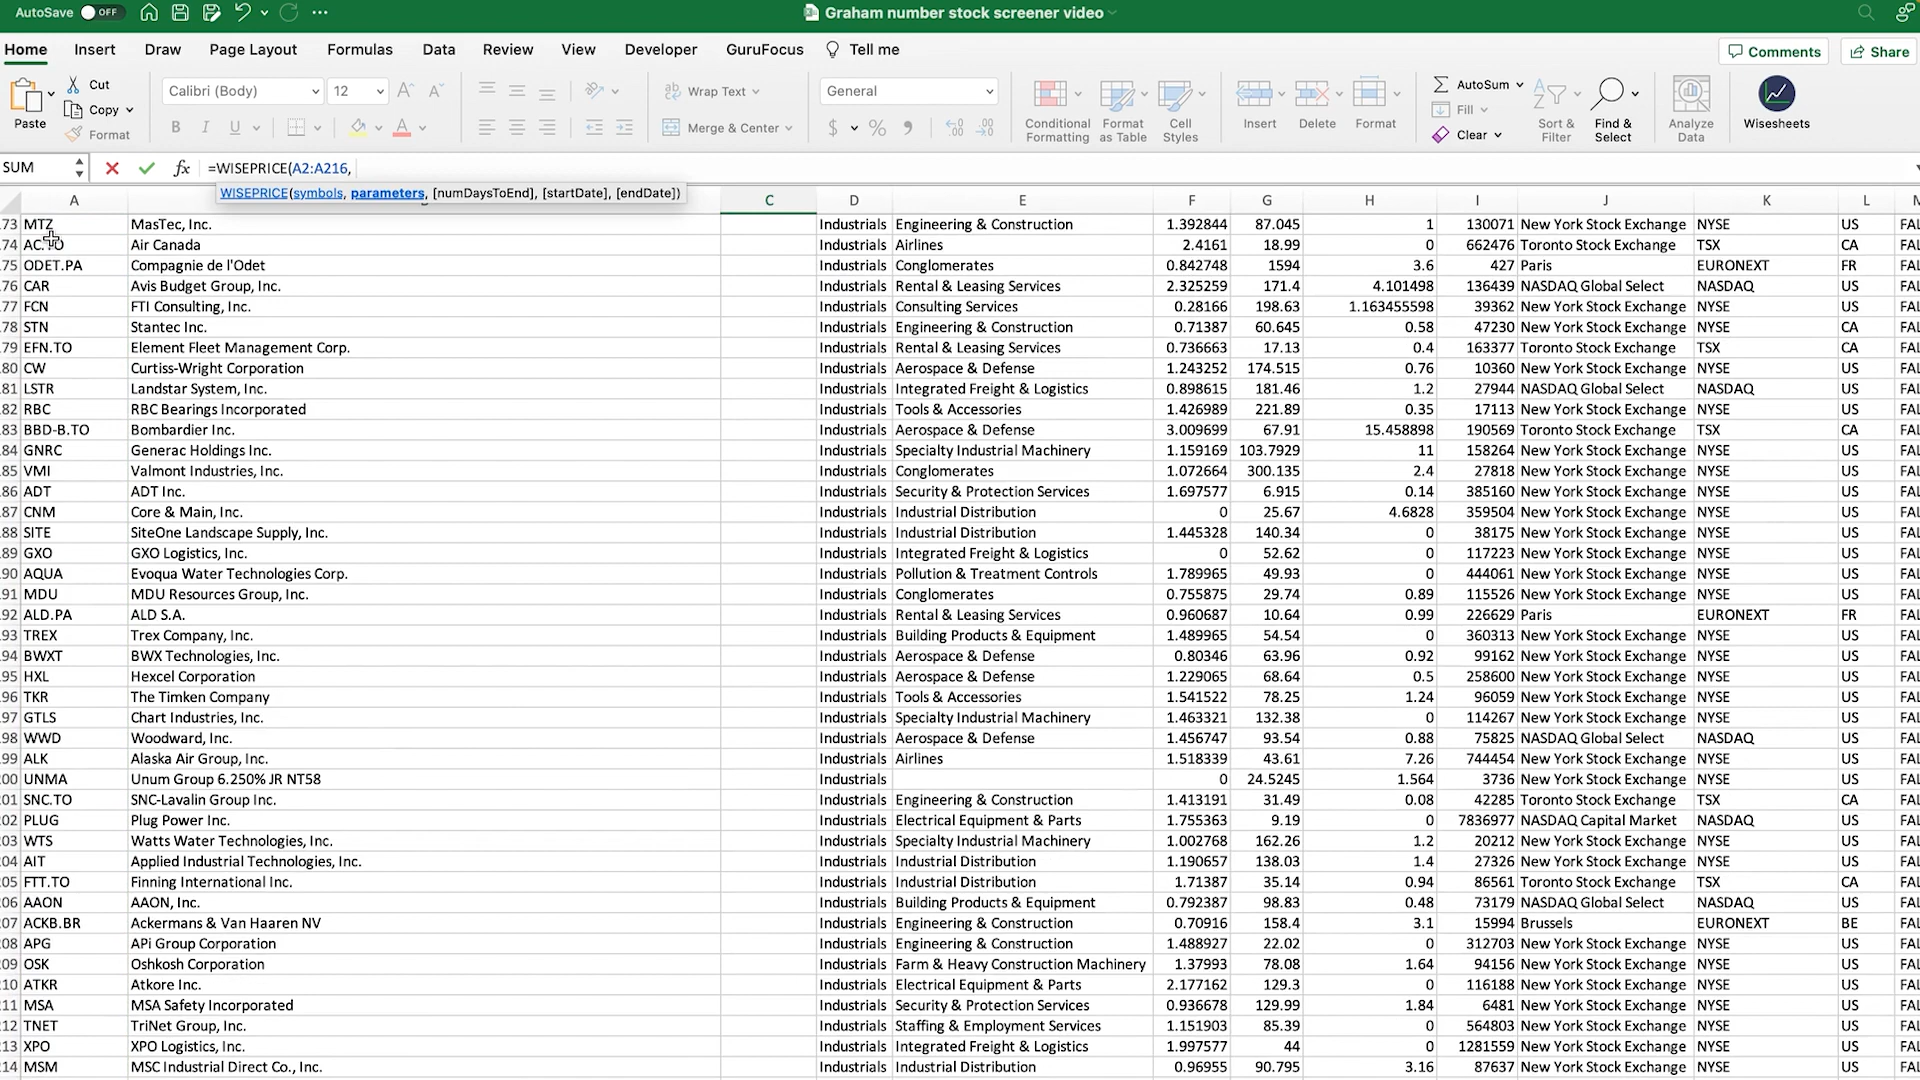 AutoSave OFF Graham number stock screener video
Home Insert Draw Page Layout Formulas Data Review View Developer GuruFocus Tell me Comments Share
Paste Cut Copy Format
Calibri (Body) 12 B I U A A
Wrap Text Merge & Center
General $ %
Conditional Formatting Format as Table Cell Styles Insert Delete Format
AutoSum Fill Clear Sort & Filter Find & Select Analyze Data Wisesheets
SUM fx =WISEPRICE(A2:A216,
WISEPRICE(symbols, parameters, [numDaysToEnd], [startDate], [endDate])
A C D E F G H I J K L M
73 MTZ MasTec, Inc. Industrials Engineering & Construction 1.392844 87.045 1 130071 New York Stock Exchange NYSE US FAL
74 AC.TO Air Canada Industrials Airlines 2.4161 18.99 0 662476 Toronto Stock Exchange TSX CA FAL
75 ODET.PA Compagnie de l'Odet Industrials Conglomerates 0.842748 1594 3.6 427 Paris EURONEXT FR FAL
76 CAR Avis Budget Group, Inc. Industrials Rental & Leasing Services 2.325259 171.4 4.101498 136439 NASDAQ Global Select NASDAQ US FAL
77 FCN FTI Consulting, Inc. Industrials Consulting Services 0.28166 198.63 1.163455598 39362 New York Stock Exchange NYSE US FAL
78 STN Stantec Inc. Industrials Engineering & Construction 0.71387 60.645 0.58 47230 New York Stock Exchange NYSE CA FAL
79 EFN.TO Element Fleet Management Corp. Industrials Rental & Leasing Services 0.736663 17.13 0.4 163377 Toronto Stock Exchange TSX CA FAL
80 CW Curtiss-Wright Corporation Industrials Aerospace & Defense 1.243252 174.515 0.76 10360 New York Stock Exchange NYSE US FAL
81 LSTR Landstar System, Inc. Industrials Integrated Freight & Logistics 0.898615 181.46 1.2 27944 NASDAQ Global Select NASDAQ US FAL
82 RBC RBC Bearings Incorporated Industrials Tools & Accessories 1.426989 221.89 0.35 17113 New York Stock Exchange NYSE US FAL
83 BBD-B.TO Bombardier Inc. Industrials Aerospace & Defense 3.009699 67.91 15.458898 190569 Toronto Stock Exchange TSX CA FAL
84 GNRC Generac Holdings Inc. Industrials Specialty Industrial Machinery 1.159169 103.7929 11 158264 New York Stock Exchange NYSE US FAL
85 VMI Valmont Industries, Inc. Industrials Conglomerates 1.072664 300.135 2.4 27818 New York Stock Exchange NYSE US FAL
86 ADT ADT Inc. Industrials Security & Protection Services 1.697577 6.915 0.14 385160 New York Stock Exchange NYSE US FAL
87 CNM Core & Main, Inc. Industrials Industrial Distribution 0 25.67 4.6828 359504 New York Stock Exchange NYSE US FAL
88 SITE SiteOne Landscape Supply, Inc. Industrials Industrial Distribution 1.445328 140.34 0 38175 New York Stock Exchange NYSE US FAL
89 GXO GXO Logistics, Inc. Industrials Integrated Freight & Logistics 0 52.62 0 117223 New York Stock Exchange NYSE US FAL
90 AQUA Evoqua Water Technologies Corp. Industrials Pollution & Treatment Controls 1.789965 49.93 0 444061 New York Stock Exchange NYSE US FAL
91 MDU MDU Resources Group, Inc. Industrials Conglomerates 0.755875 29.74 0.89 115526 New York Stock Exchange NYSE US FAL
92 ALD.PA ALD S.A. Industrials Rental & Leasing Services 0.960687 10.64 0.99 226629 Paris EURONEXT FR FAL
93 TREX Trex Company, Inc. Industrials Building Products & Equipment 1.489965 54.54 0 360313 New York Stock Exchange NYSE US FAL
94 BWXT BWX Technologies, Inc. Industrials Aerospace & Defense 0.80346 63.96 0.92 99162 New York Stock Exchange NYSE US FAL
95 HXL Hexcel Corporation Industrials Aerospace & Defense 1.229065 68.64 0.5 258600 New York Stock Exchange NYSE US FAL
96 TKR The Timken Company Industrials Tools & Accessories 1.541522 78.25 1.24 96059 New York Stock Exchange NYSE US FAL
97 GTLS Chart Industries, Inc. Industrials Specialty Industrial Machinery 1.463321 132.38 0 114267 New York Stock Exchange NYSE US FAL
98 WWD Woodward, Inc. Industrials Aerospace & Defense 1.456747 93.54 0.88 75825 NASDAQ Global Select NASDAQ US FAL
99 ALK Alaska Air Group, Inc. Industrials Airlines 1.518339 43.61 7.26 744454 New York Stock Exchange NYSE US FAL
00 UNMA Unum Group 6.250% JR NT58 Industrials 0 24.5245 1.564 3736 New York Stock Exchange NYSE US FAL
01 SNC.TO SNC-Lavalin Group Inc. Industrials Engineering & Construction 1.413191 31.49 0.08 42285 Toronto Stock Exchange TSX CA FAL
02 PLUG Plug Power Inc. Industrials Electrical Equipment & Parts 1.755363 9.19 0 7836977 NASDAQ Capital Market NASDAQ US FAL
03 WTS Watts Water Technologies, Inc. Industrials Specialty Industrial Machinery 1.002768 162.26 1.2 20212 New York Stock Exchange NYSE US FAL
04 AIT Applied Industrial Technologies, Inc. Industrials Industrial Distribution 1.190657 138.03 1.4 27326 New York Stock Exchange NYSE US FAL
05 FTT.TO Finning International Inc. Industrials Industrial Distribution 1.71387 35.14 0.94 86561 Toronto Stock Exchange TSX CA FAL
06 AAON AAON, Inc. Industrials Building Products & Equipment 0.792387 98.83 0.48 73179 NASDAQ Global Select NASDAQ US FAL
07 ACKB.BR Ackermans & Van Haaren NV Industrials Engineering & Construction 0.70916 158.4 3.1 15994 Brussels EURONEXT BE FAL
08 APG APi Group Corporation Industrials Engineering & Construction 1.488927 22.02 0 312703 New York Stock Exchange NYSE US FAL
09 OSK Oshkosh Corporation Industrials Farm & Heavy Construction Machinery 1.37993 78.08 1.64 94156 New York Stock Exchange NYSE US FAL
10 ATKR Atkore Inc. Industrials Electrical Equipment & Parts 2.177162 129.3 0 116188 New York Stock Exchange NYSE US FAL
11 MSA MSA Safety Incorporated Industrials Security & Protection Services 0.936678 129.99 1.84 6481 New York Stock Exchange NYSE US FAL
12 TNET TriNet Group, Inc. Industrials Staffing & Employment Services 1.151903 85.39 0 564803 New York Stock Exchange NYSE US FAL
13 XPO XPO Logistics, Inc. Industrials Integrated Freight & Logistics 1.997577 44 0 1281559 New York Stock Exchange NYSE US FAL
14 MSM MSC Industrial Direct Co., Inc. Industrials Industrial Distribution 0.96955 90.795 3.16 87637 New York Stock Exchange NYSE US FAL